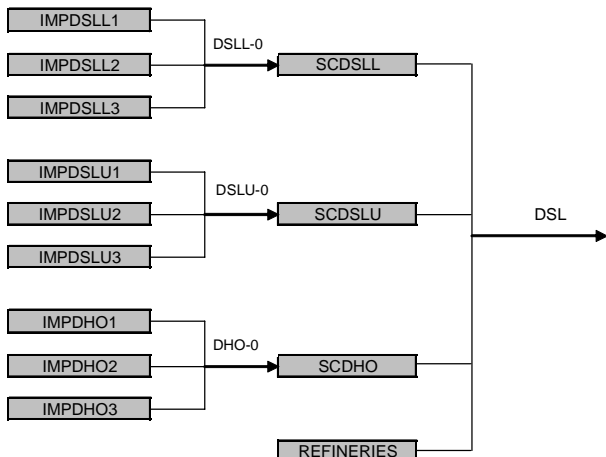 IMPDSLL1
IMPDSLL2
IMPDSLL3
DSLL-0
SCDSLL
IMPDSLU1
IMPDSLU2
IMPDSLU3
DSLU-0
SCDSLU
DSL
IMPDHO1
IMPDHO2
IMPDHO3
DHO-0
SCDHO
REFINERIES